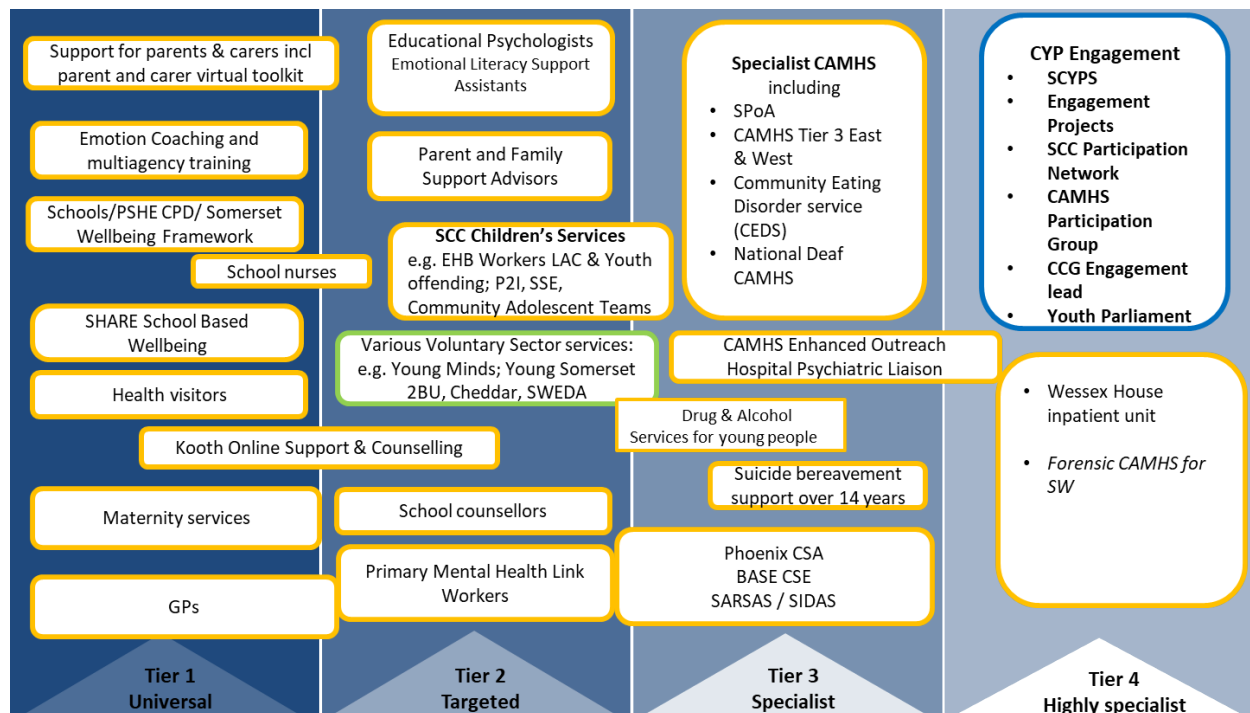 Support for parents & carers incl
parent and carer virtual toolkit
Emotion Coaching and
multiagency training
Schools/PSHE CPD/ Somerset
Wellbeing Framework
School nurses
SHARE School Based
Wellbeing
Health visitors
Kooth Online Support & Counselling
Maternity services
GPs
Tier 1
Universal
Educational Psychologists
Emotional Literacy Support
Assistants
Parent and Family
Support Advisors
SCC Children’s Services
e.g. EHB Workers LAC & Youth
offending; P2I, SSE,
Community Adolescent Teams
Various Voluntary Sector services:
e.g. Young Minds; Young Somerset
2BU, Cheddar, SWEDA
School counsellors
Primary Mental Health Link
Workers
Tier 2
Targeted
Specialist CAMHS
including
• SPoA
• CAMHS Tier 3 East
& West
• Community Eating
Disorder service
(CEDS)
• National Deaf
CAMHS
CAMHS Enhanced Outreach
Hospital Psychiatric Liaison
Drug & Alcohol
Services for young people
Suicide bereavement
support over 14 years
Phoenix CSA
BASE CSE
SARSAS / SIDAS
Tier 3
Specialist
CYP Engagement
• SCYPS
• Engagement
Projects
• SCC Participation
Network
• CAMHS
Participation
Group
• CCG Engagement
lead
• Youth Parliament
• Wessex House
inpatient unit
• Forensic CAMHS for
SW
Tier 4
Highly specialist